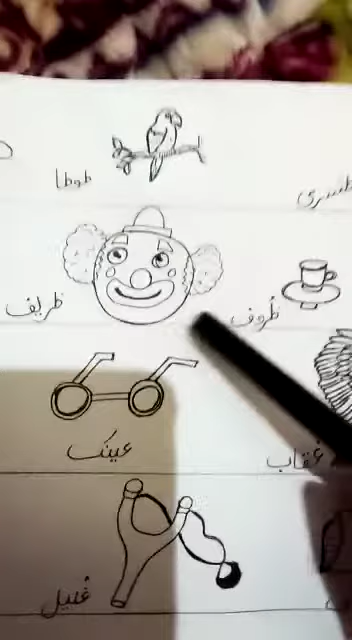 طوطا
ظروف ظریف
عقاب عینک
غلیل